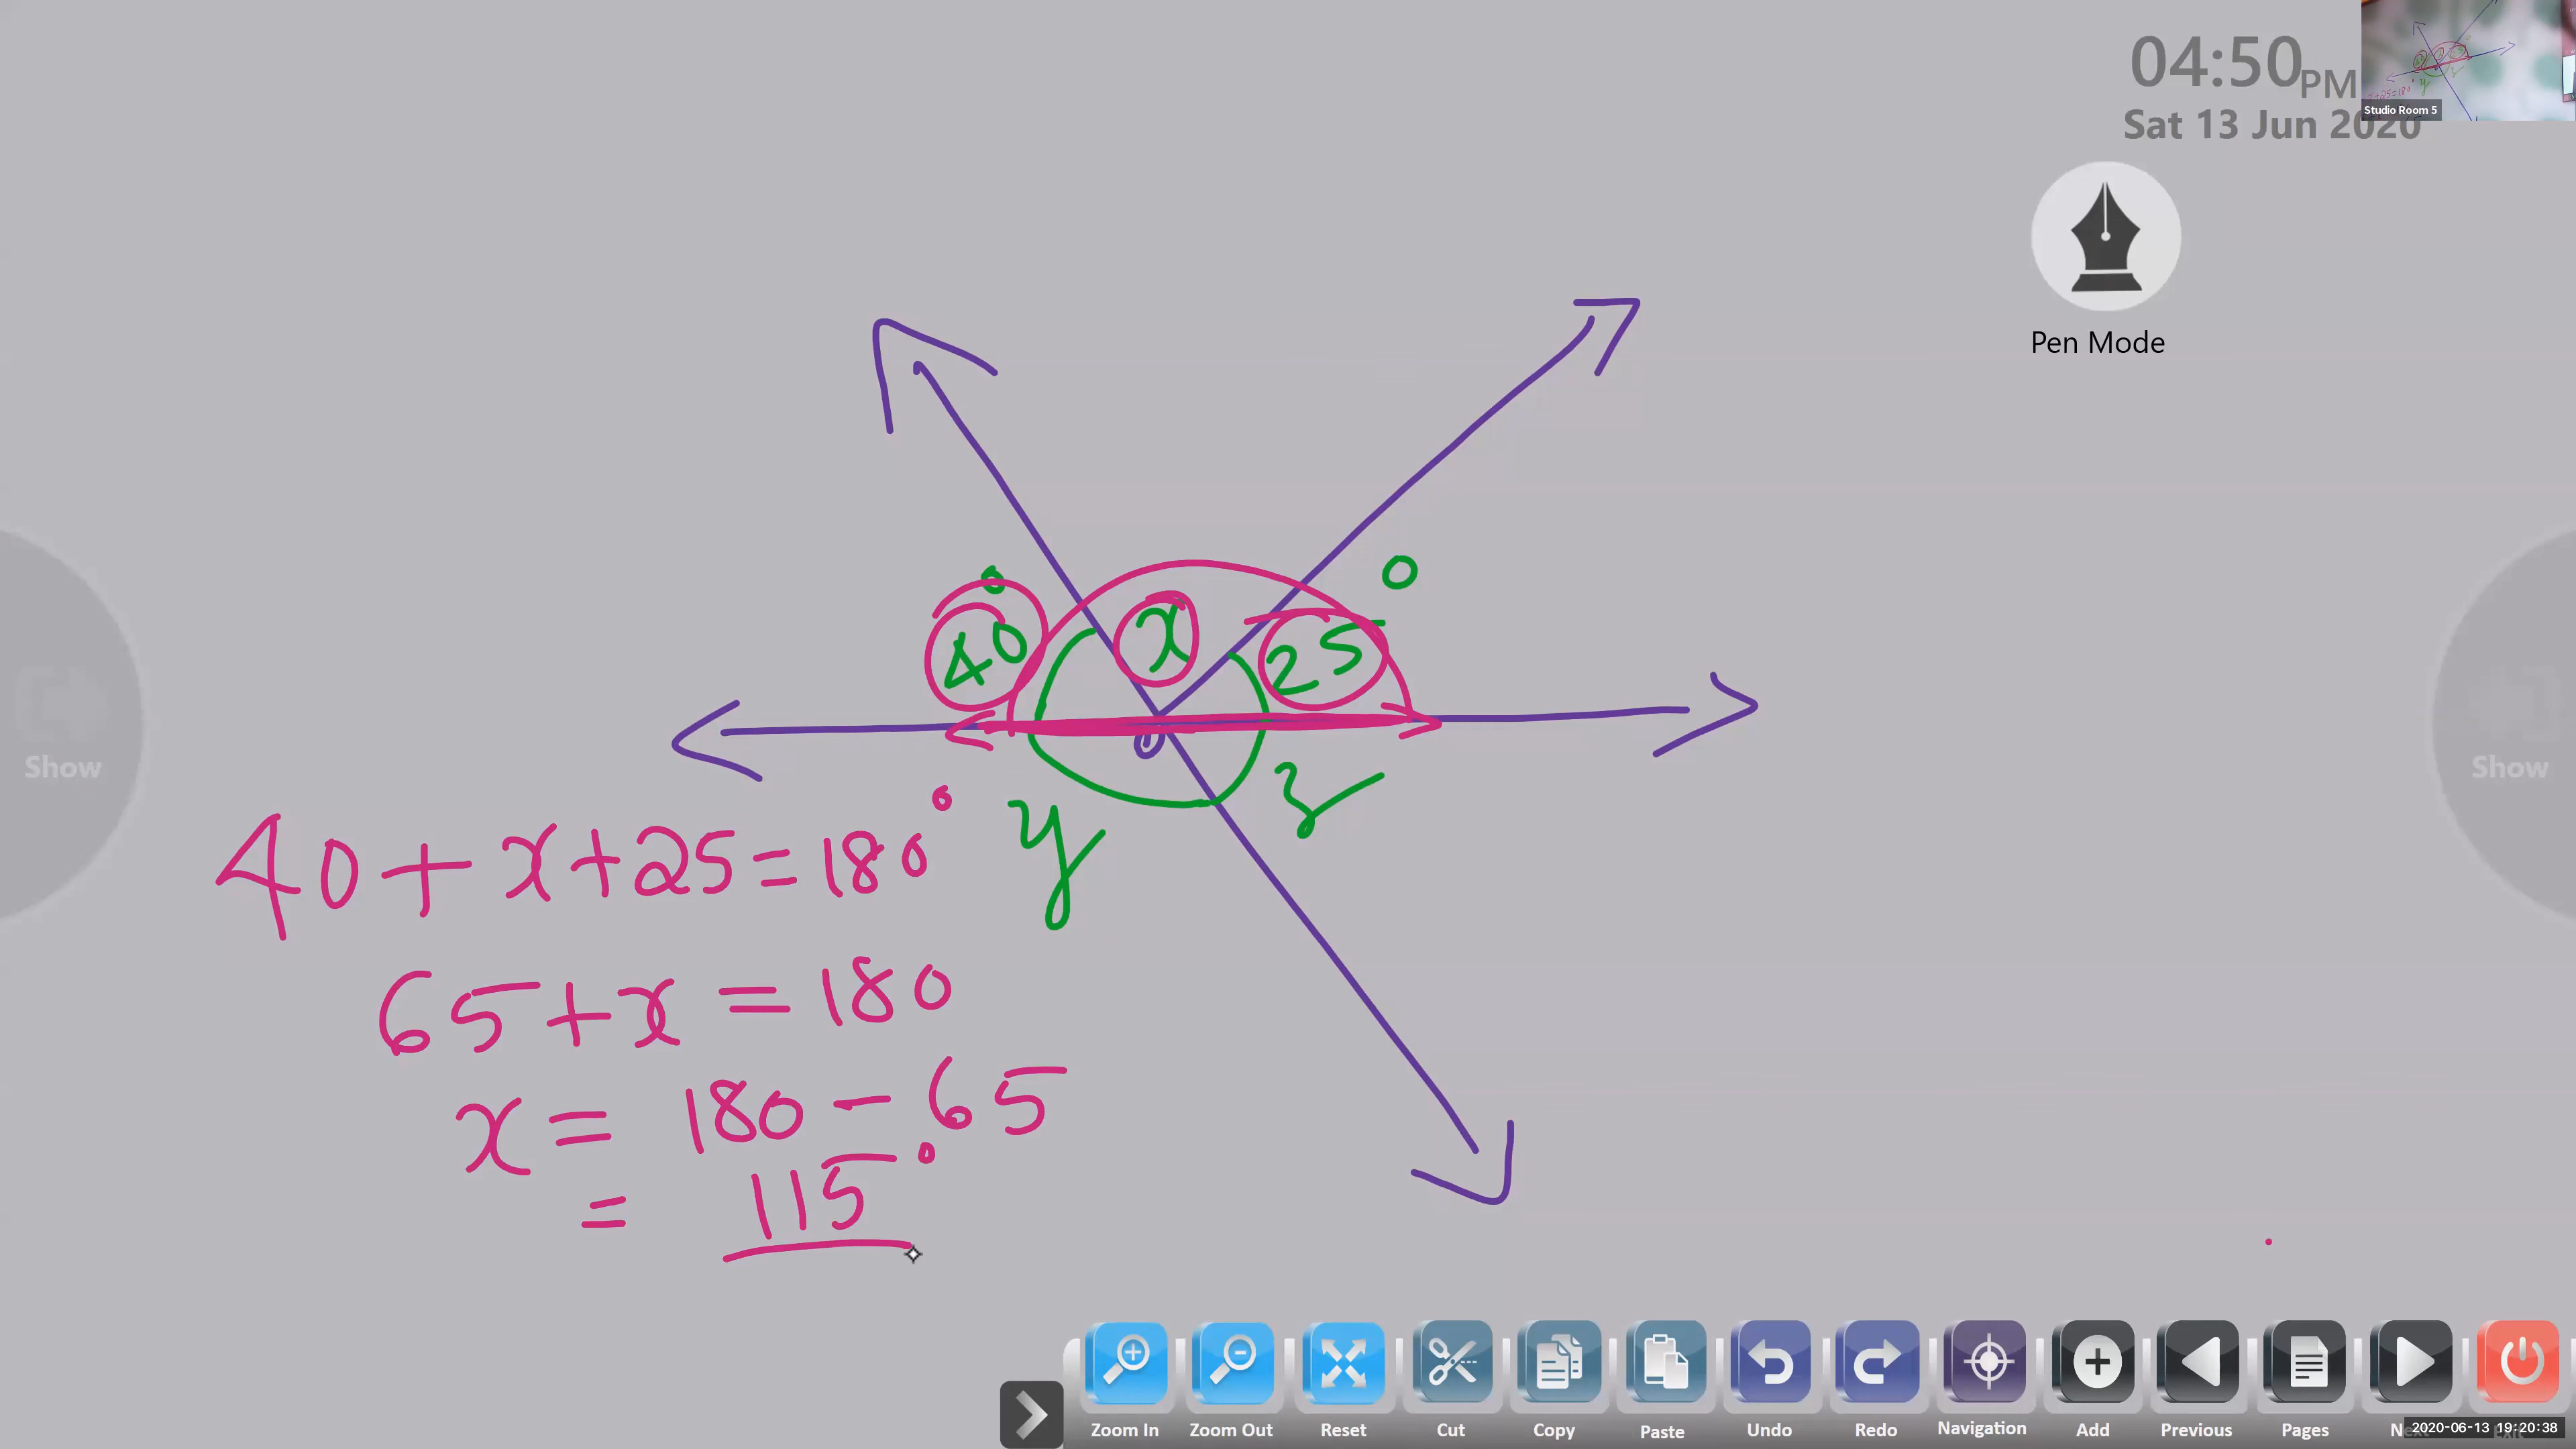 04:50 PM
Sat 13 Jun 2020
Studio Room 5
Pen Mode
40° x 25°
Show
Show
O
y z
40+x+25=180°
65+x=180
x=180-65
=115°
Zoom In Zoom Out Reset Cut Copy Paste Undo Redo Navigation Add Previous Pages
2020-06-13 19:20:38